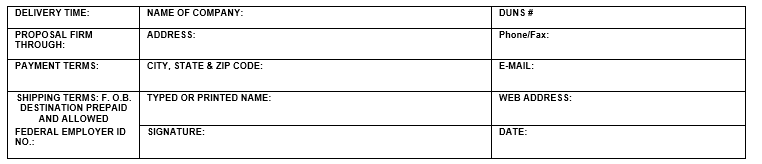 DELIVERY TIME: NAME OF COMPANY: DUNS #
PROPOSAL FIRM THROUGH: ADDRESS: Phone/Fax:
PAYMENT TERMS: CITY, STATE & ZIP CODE: E-MAIL:
SHIPPING TERMS: F. O.B. TYPED OR PRINTED NAME: WEB ADDRESS:
DESTINATION PREPAID
AND ALLOWED
FEDERAL EMPLOYER ID SIGNATURE: DATE:
NO.: